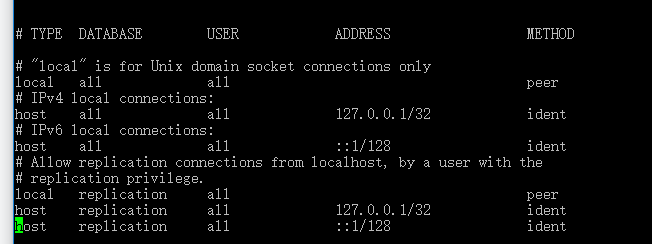 # TYPE  DATABASE        USER            ADDRESS                 METHOD
# "local" is for Unix domain socket connections only
local   all             all                                     peer
# IPv4 local connections:
host    all             all             127.0.0.1/32            ident
# IPv6 local connections:
host    all             all             ::1/128                 ident
# Allow replication connections from localhost, by a user with the
# replication privilege.
local   replication     all                                     peer
host    replication     all             127.0.0.1/32            ident
host    replication     all             ::1/128                 ident